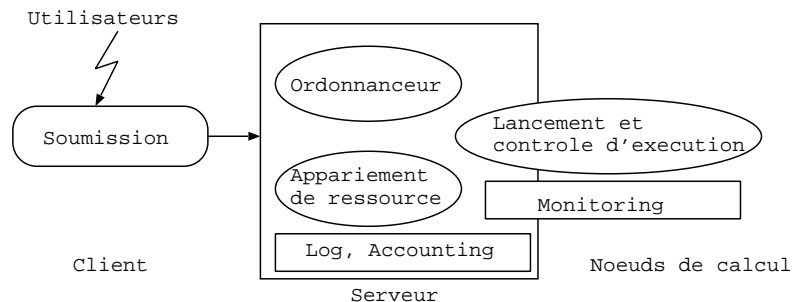 Utilisateurs
Soumission
Ordonnanceur
Lancement et
controle d'execution
Appariement
de ressource
Monitoring
Log, Accounting
Client
Noeuds de calcul
Serveur